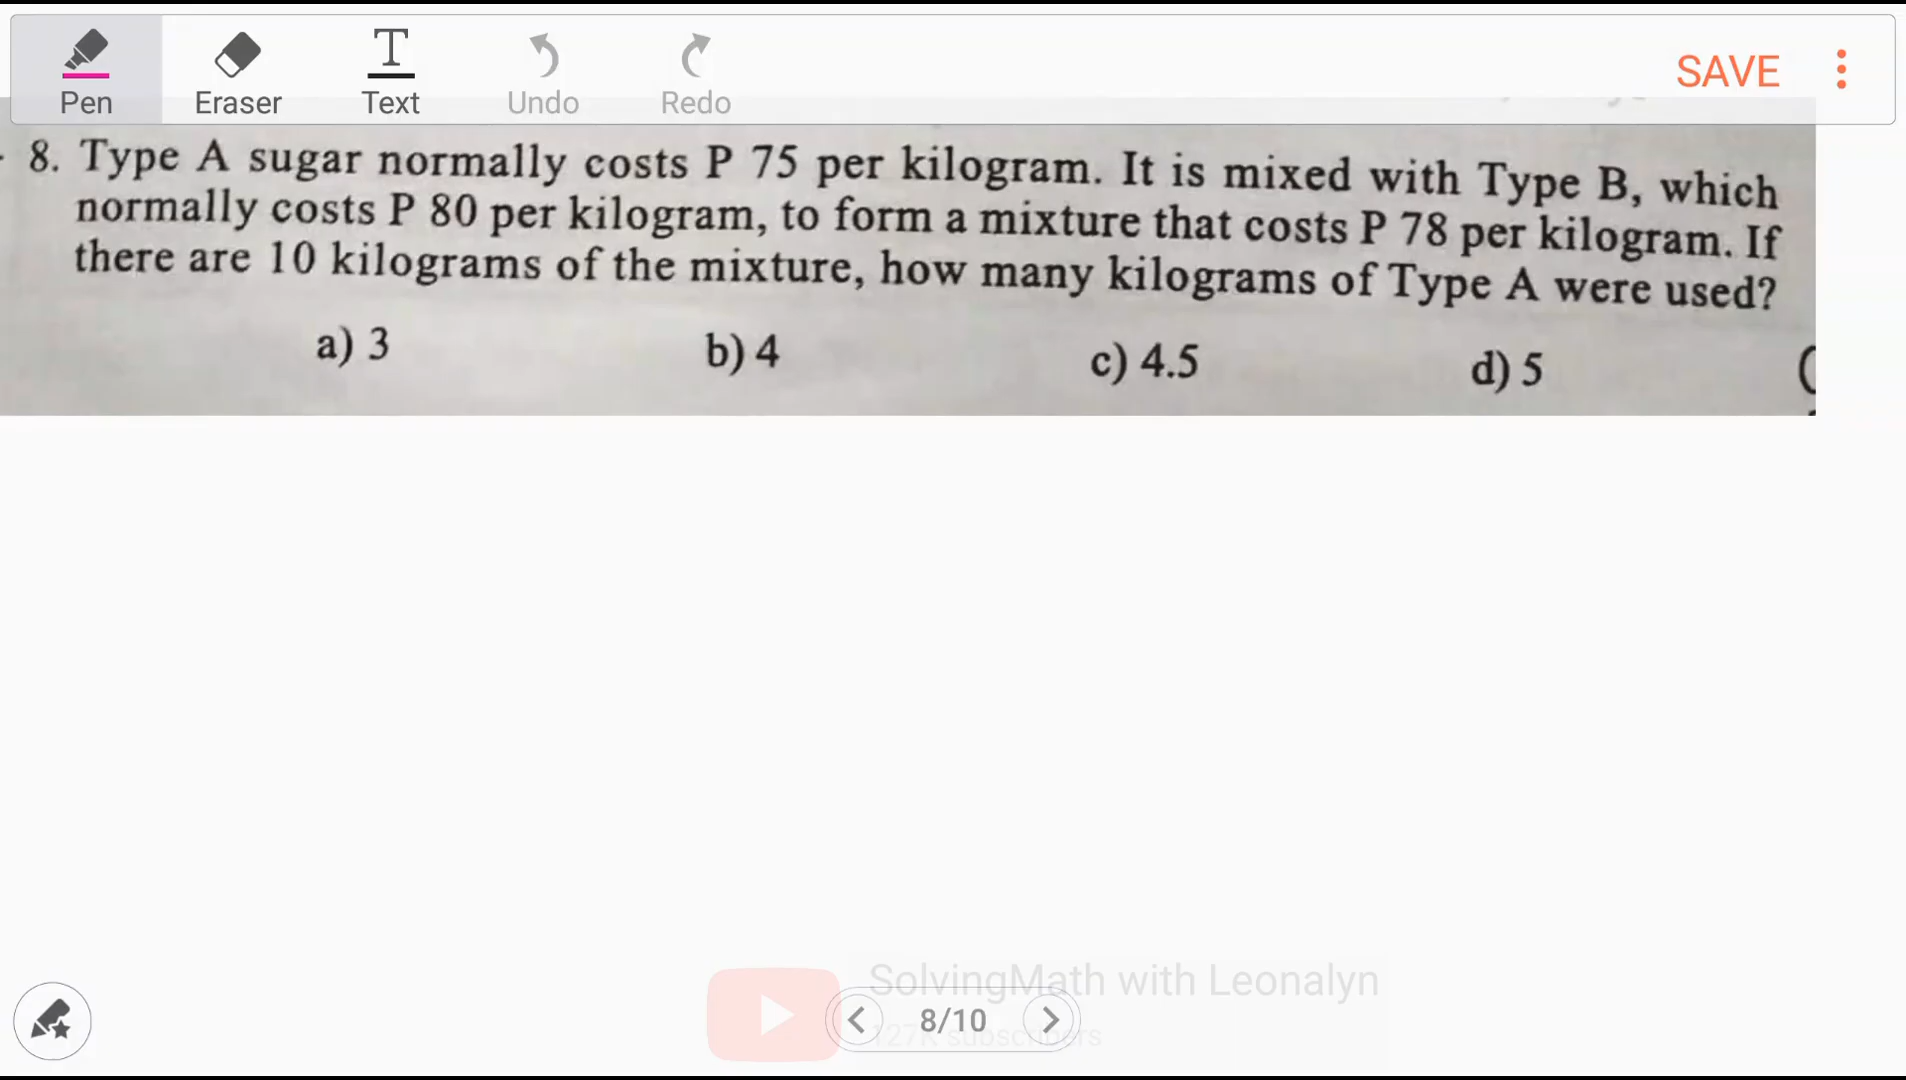 Pen Eraser Text Undo Redo SAVE
8. Type A sugar normally costs P 75 per kilogram. It is mixed with Type B, which
normally costs P 80 per kilogram, to form a mixture that costs P 78 per kilogram. If
there are 10 kilograms of the mixture, how many kilograms of Type A were used?
a) 3 b) 4 c) 4.5 d) 5
SolvingMath with Leonalyn
8/10
127K subscribers